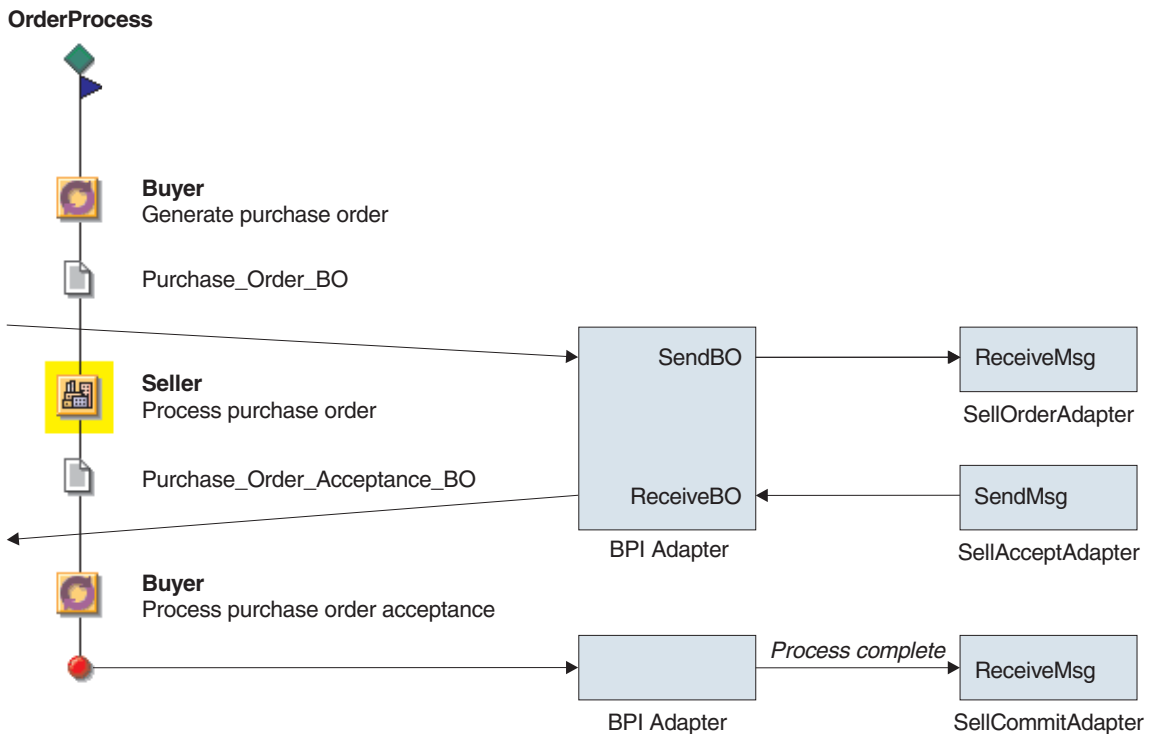 OrderProcess
Buyer
Generate purchase order
Purchase_Order_BO
SendBO
ReceiveMsg
Seller
Process purchase order
SellOrderAdapter
Purchase_Order_Acceptance_BO
ReceiveBO
SendMsg
BPI Adapter
SellAcceptAdapter
Buyer
Process purchase order acceptance
Process complete
ReceiveMsg
BPI Adapter
SellCommitAdapter